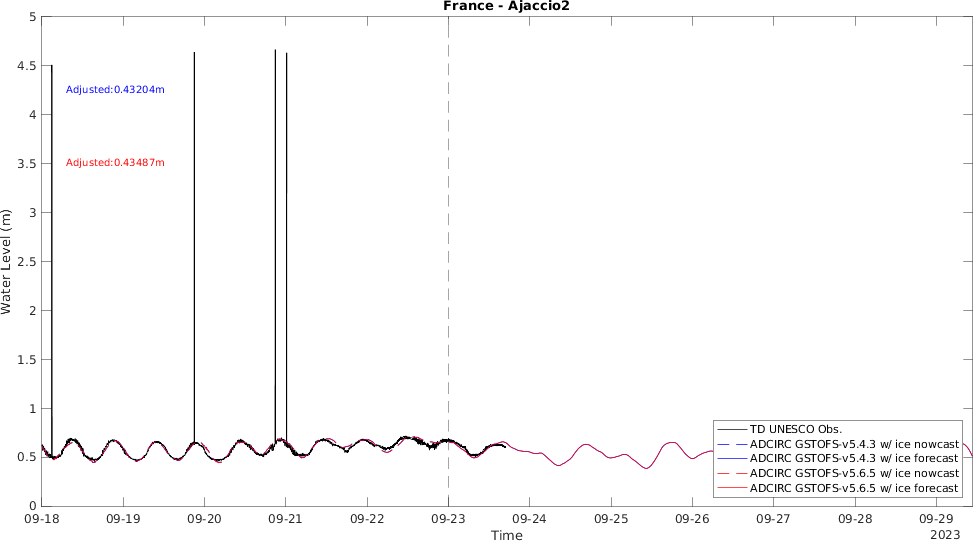 France - Ajaccio2
Water Level (m)
5
4.5
4
3.5
3
2.5
2
1.5
1
0.5
0
Adjusted:0.43204m
Adjusted:0.43487m
TD UNESCO Obs.
ADCIRC GSTOFS-v5.4.3 w/ ice nowcast
ADCIRC GSTOFS-v5.4.3 w/ ice forecast
ADCIRC GSTOFS-v5.6.5 w/ ice nowcast
ADCIRC GSTOFS-v5.6.5 w/ ice forecast
09-18 09-19 09-20 09-21 09-22 09-23 09-24 09-25 09-26 09-27 09-28 09-29
Time
2023